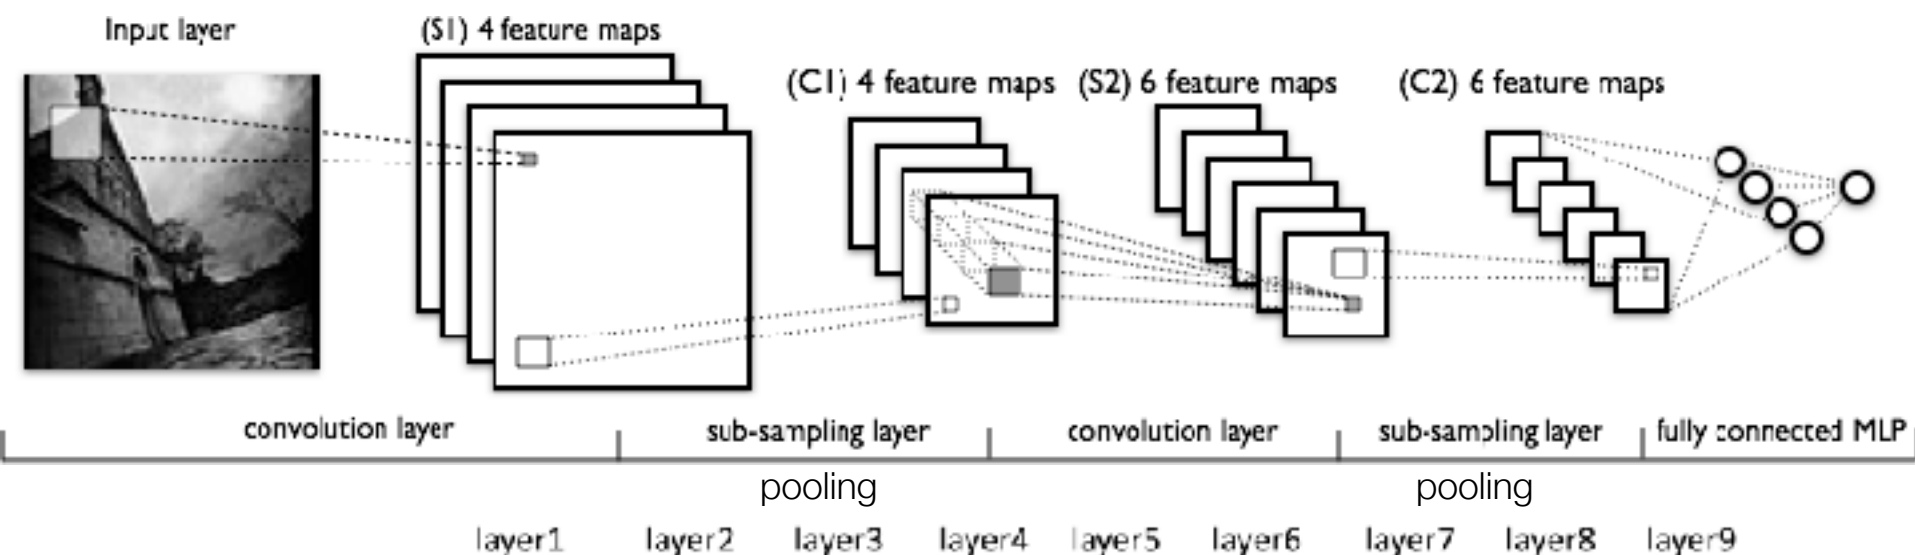 Input layer
(S1) 4 feature maps
(C1) 4 feature maps
(S2) 6 feature maps
(C2) 6 feature maps
convolution layer
sub-sampling layer
convolution layer
sub-sampling layer
fully connected MLP
pooling
pooling
layer1 layer2 layer3 layer4 layer5 layer6 layer7 layer8 layer9